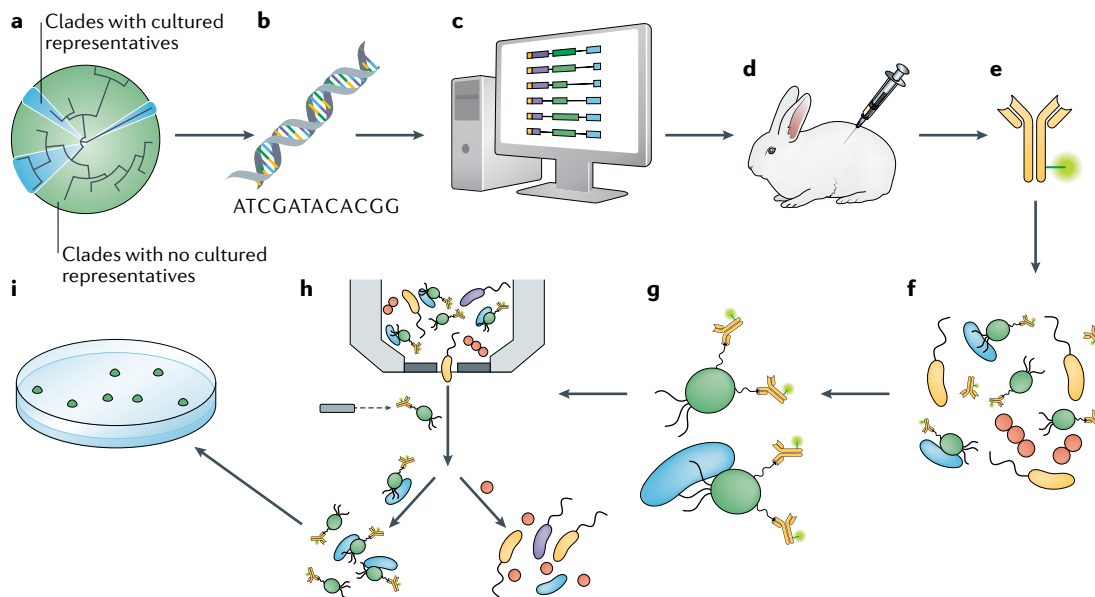 a
Clades with cultured
representatives
b
c
d
e
ATCGATACACGG
Clades with no cultured
representatives
i
h
g
f